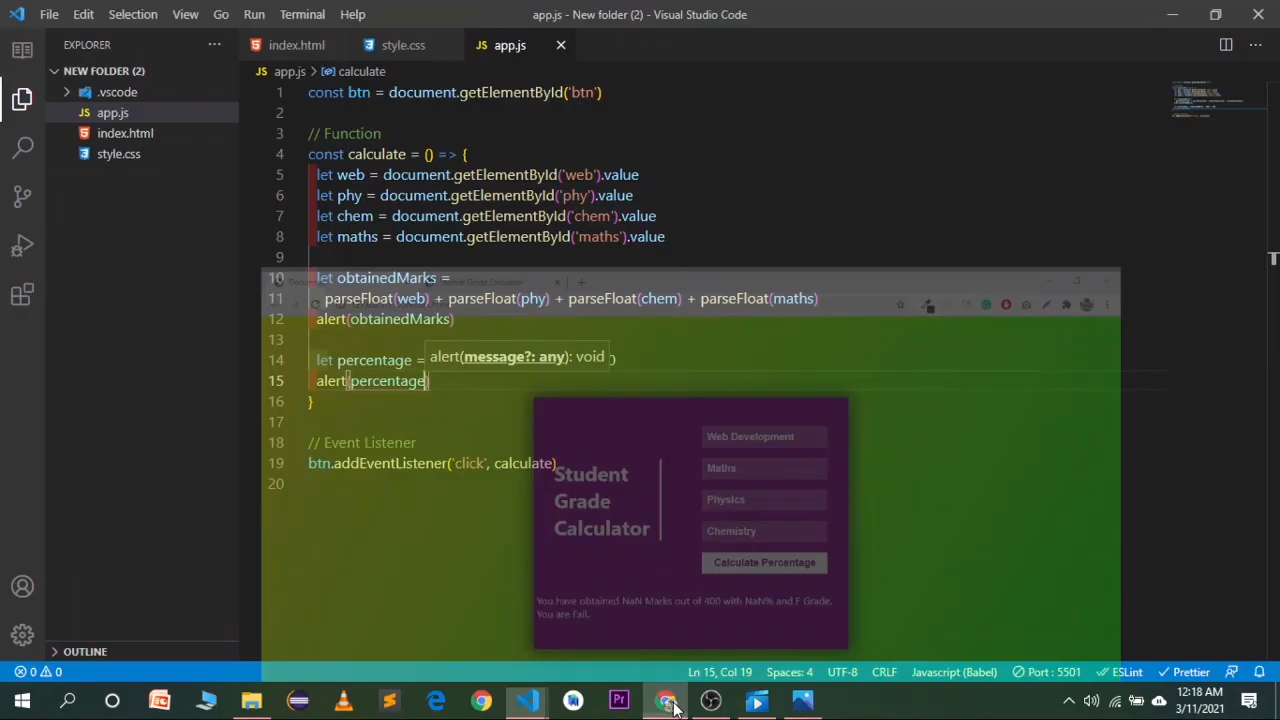 File Edit Selection View Go Run Terminal Help
app.js - New folder (2) - Visual Studio Code
EXPLORER
index.html
style.css
app.js
NEW FOLDER (2)
.vscode
app.js
index.html
style.css
OUTLINE
app.js > calculate
1 const btn = document.getElementById('btn')
2
3 // Function
4 const calculate = () => {
5 let web = document.getElementById('web').value
6 let phy = document.getElementById('phy').value
7 let chem = document.getElementById('chem').value
8 let maths = document.getElementById('maths').value
9
10 let obtainedMarks =
11 parseFloat(web) + parseFloat(phy) + parseFloat(chem) + parseFloat(maths)
12 alert(obtainedMarks)
13
alert(message?: any): void
14 let percentage =
15 alert(percentage)
16 }
17
18 // Event Listener
19 btn.addEventListener('click', calculate)
20
Grade Calculator
Student
Grade
Calculator
Web Development
Maths
Physics
Chemistry
Calculate Percentage
You have obtained NaN Marks out of 400 with NaN% and F Grade.
You are Fail.
0 0
Ln 15, Col 19 Spaces: 4 UTF-8 CRLF Javascript (Babel) Port : 5501 ESLint Prettier
Pr
12:18 AM
3/11/2021